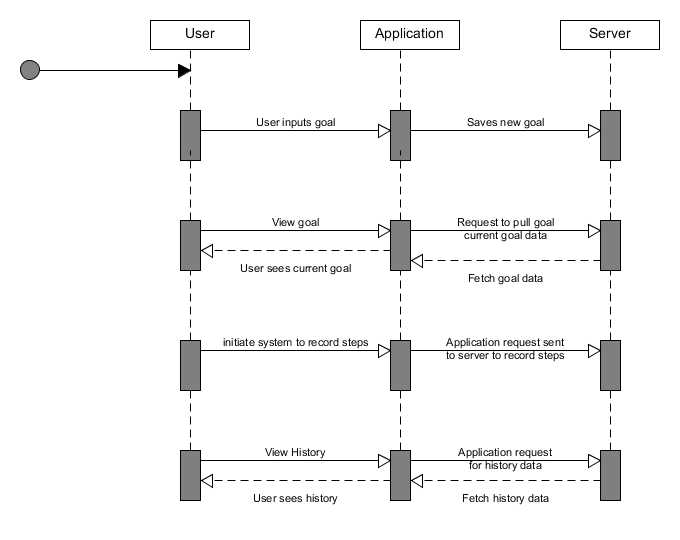 User
Application
Server
User inputs goal
Saves new goal
View goal
Request to pull goal
current goal data
User sees current goal
Fetch goal data
initiate system to record steps
Application request sent
to server to record steps
View History
Application request
for history data
User sees history
Fetch history data